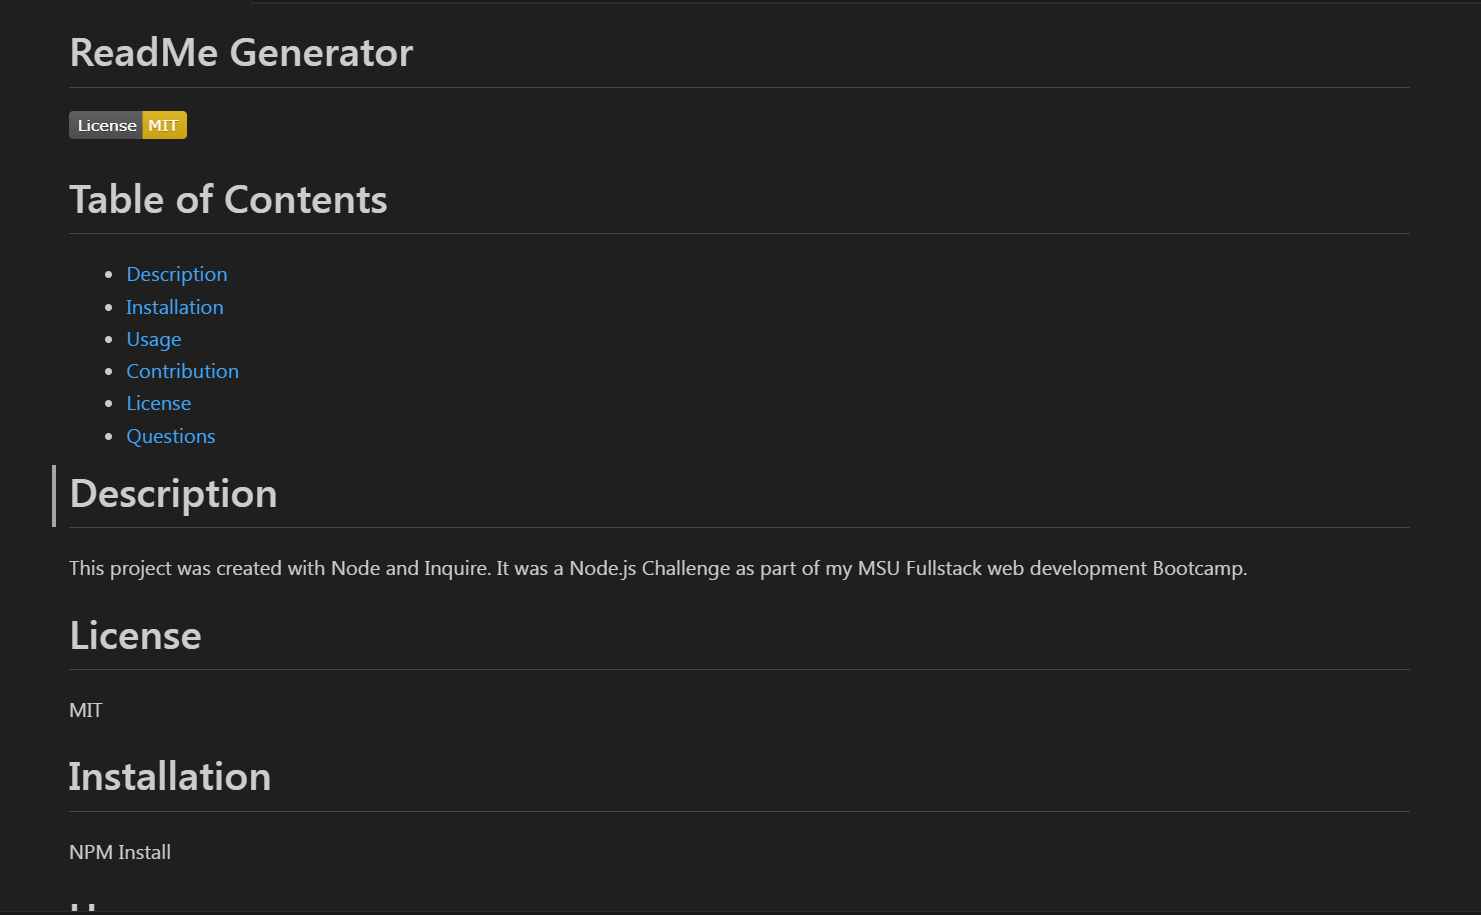 ReadMe Generator
License MIT
Table of Contents
Description
Installation
Usage
Contribution
License
Questions
Description
This project was created with Node and Inquire. It was a Node.js Challenge as part of my MSU Fullstack web development Bootcamp.
License
MIT
Installation
NPM Install